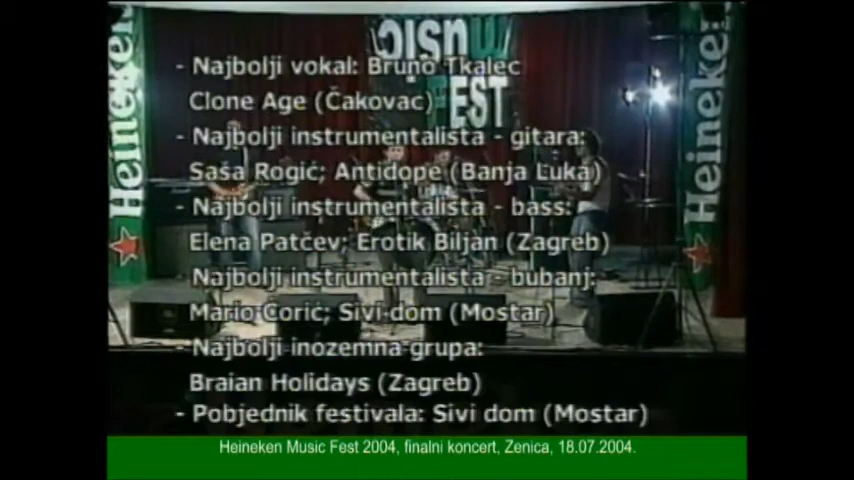 Heineken
MUSIC
FEST
Heineken
- Najbolji vokal: Bruno Tkalec
Clone Age (Čakovac)
- Najbolji instrumentalista - gitara:
Saša Rogić; Antidope (Banja Luka)
- Najbolji instrumentalista - bass:
Elena Patčev; Erotik Biljan (Zagreb)
- Najbolji instrumentalista - bubanj:
Mario Ćorić; Sivi dom (Mostar)
- Najbolji inozemna grupa:
Braian Holidays (Zagreb)
- Pobjednik festivala: Sivi dom (Mostar)
Heineken Music Fest 2004, finalni koncert, Zenica, 18.07.2004.